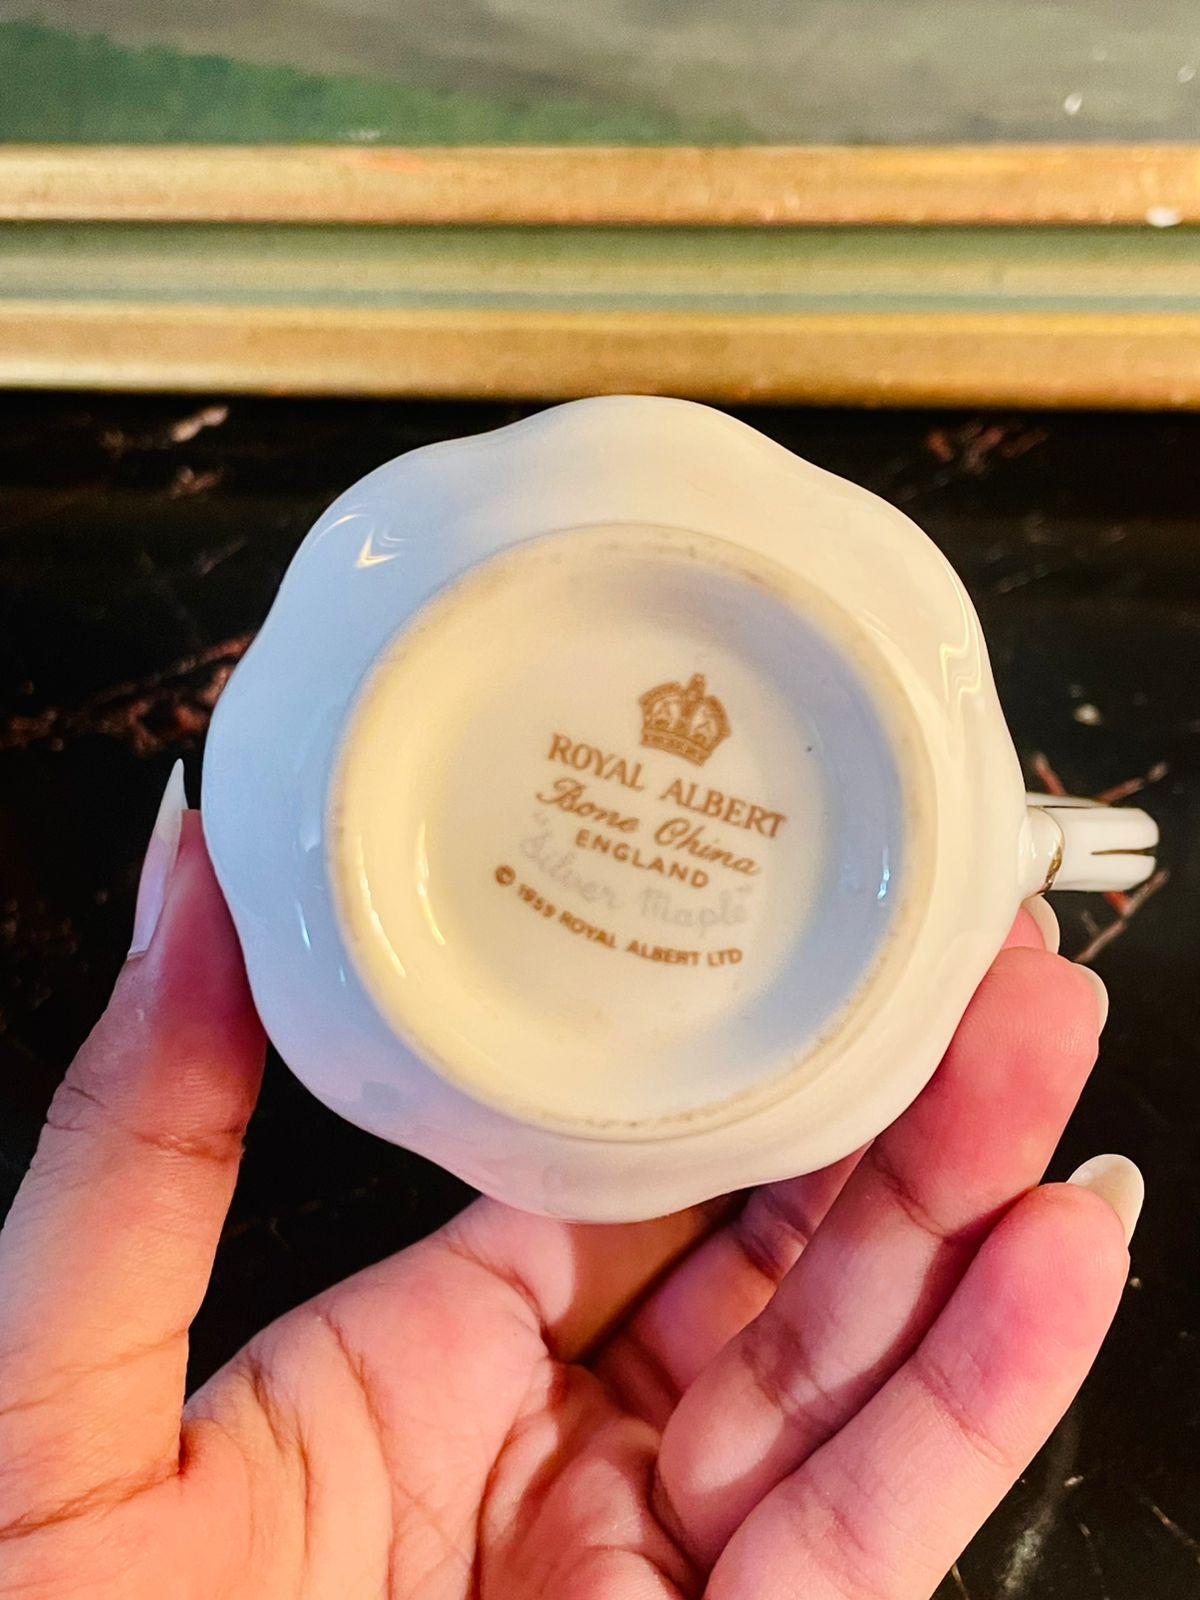 ROYAL ALBERT
Bone China
ENGLAND
"Silver Maple"
© 1959 ROYAL ALBERT LTD